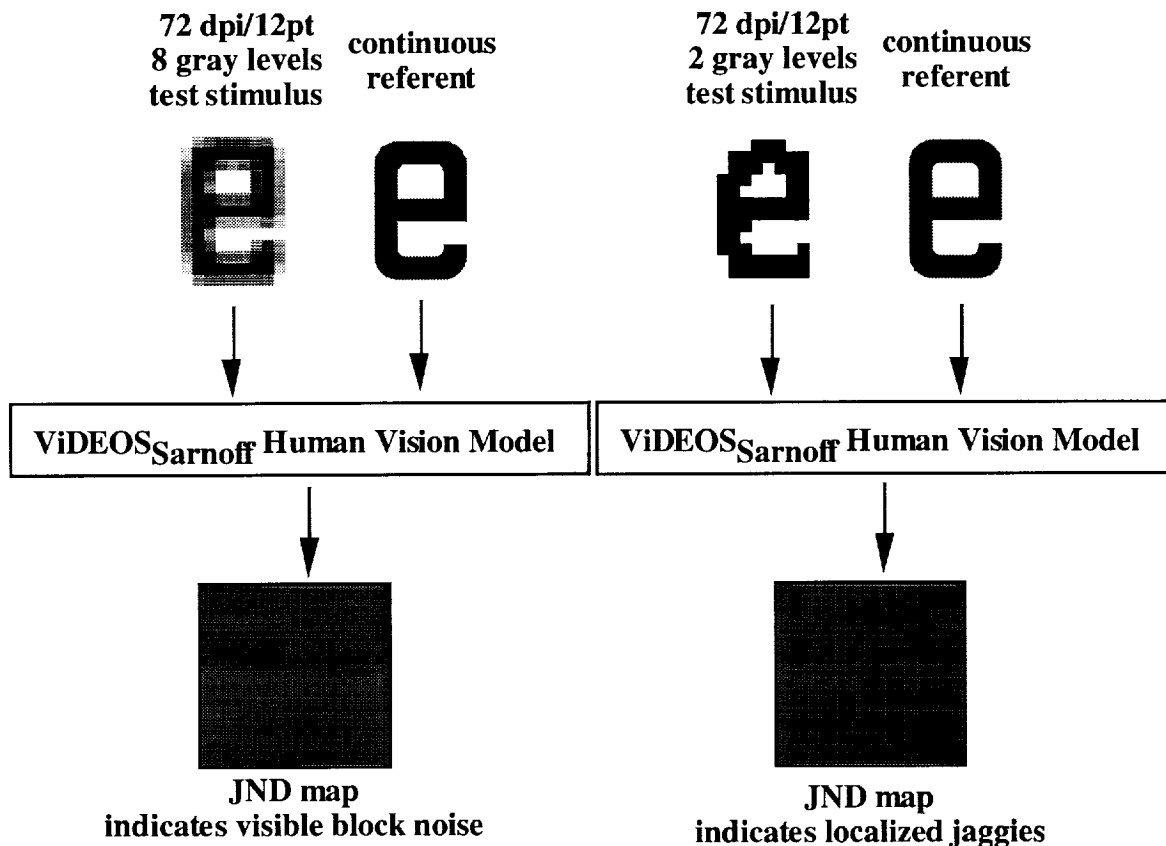 72 dpi/12pt
8 gray levels
test stimulus
continuous
referent
72 dpi/12pt
2 gray levels
test stimulus
continuous
referent
e e e e
ViDEOSSarnoff Human Vision Model
ViDEOSSarnoff Human Vision Model
JND map
indicates visible block noise
JND map
indicates localized jaggies